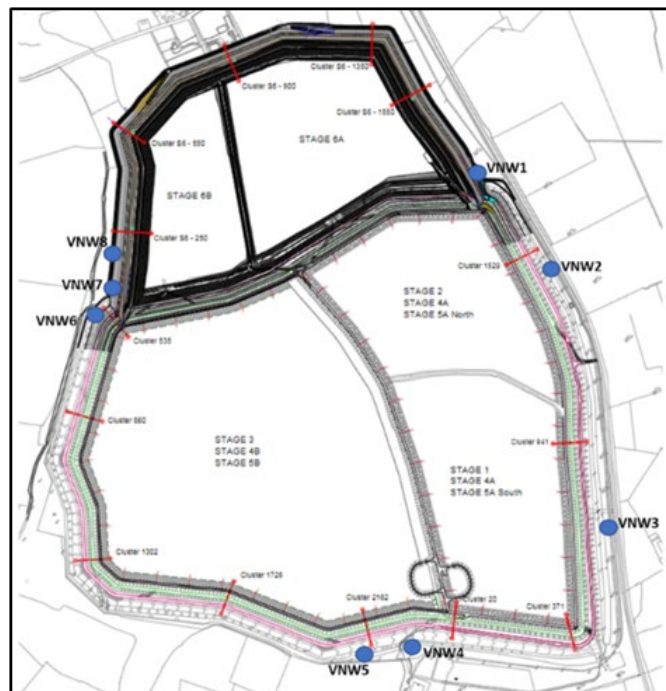 Cluster S6 - 1350
Cluster S6 - 900
Cluster S6 - 1550
STAGE 6A
Cluster S6 - 550
VNW1
STAGE 6B
Cluster S6 - 250
VNW8
VNW2
Cluster 1529
VNW7
STAGE 2
STAGE 4A
STAGE 5A North
VNW6
Cluster 535
Cluster 860
Cluster 941
STAGE 3
STAGE 4B
STAGE 5B
STAGE 1
STAGE 4A
STAGE 5A South
VNW3
Cluster 1302
Cluster 1726
Cluster 2162
Cluster 20
Cluster 371
VNW4
VNW5